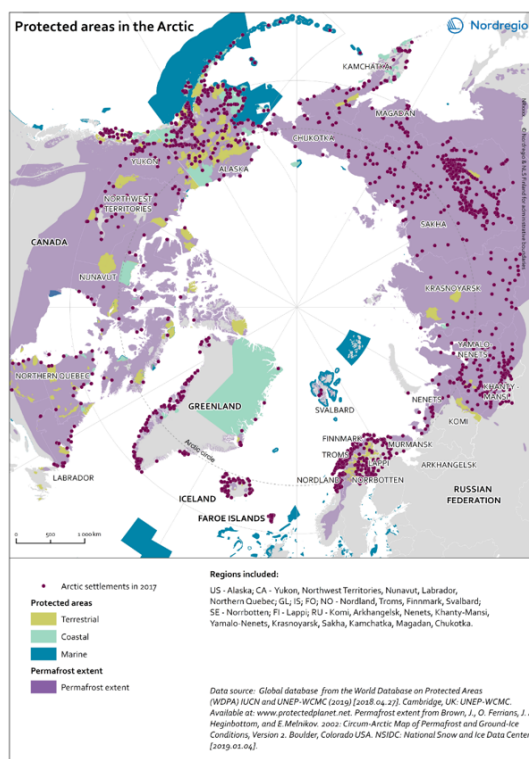 Protected areas in the Arctic
Nordregio
KAMCHATKA
MAGADAN
CHUKOTKA
YUKON
ALASKA
NORTHWEST
TERRITORIES
SAKHA
CANADA
NUNAVUT
KRASNOYARSK
YAMALO
NENETS
NORTHERN QUEBEC
KHANTY
MANSI
GREENLAND
SVALBARD
NENETS
KOMI
FINNMARK
MURMANSK
TROMS
LAPPI
ARKHANGELSK
Arctic circle
LABRADOR
NORDLAND
NORRBOTTEN
RUSSIAN
FEDERATION
ICELAND
FAROE ISLANDS
0 500 1 000 km
Arctic settlements in 2017
Protected areas
Terrestrial
Coastal
Marine
Permafrost extent
Permafrost extent
Regions included:
US - Alaska; CA - Yukon, Northwest Territories, Nunavut, Labrador,
Northern Quebec; GL; IS; FO; NO - Nordland, Troms, Finnmark, Svalbard;
SE - Norrbotten; FI - Lappi; RU - Komi, Arkhangelsk, Nenets, Khanty-Mansi,
Yamalo-Nenets, Krasnoyarsk, Sakha, Kamchatka, Magadan, Chukotka.
Data source: Global database from the World Database on Protected Areas
(WDPA) IUCN and UNEP-WCMC (2019) [2018.04.27]. Cambridge, UK: UNEP-WCMC.
Available at: www.protectedplanet.net. Permafrost extent from Brown, J., O. Ferrians, J.
Heginbottom, and E.Melnikov. 2002: Circum-Arctic Map of Permafrost and Ground-Ice
Conditions, Version 2. Boulder, Colorado USA. NSIDC: National Snow and Ice Data Center
[2019.01.04].